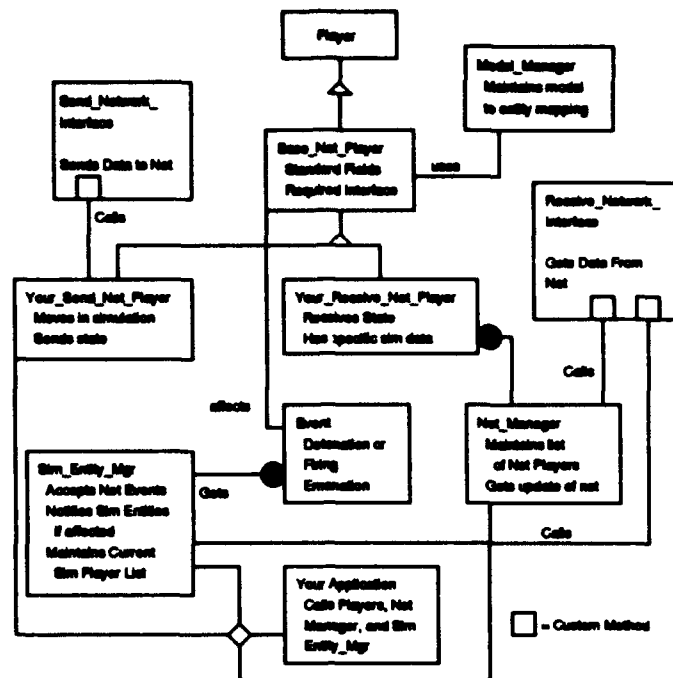 Player
Model_Manager
Maintains model
to entity mapping
Send_Network_
Interface
Sends Data to Net
Base_Net_Player
Standard Fields
Required Interface
uses
Receive_Network_
Interface
Gets Data From
Net
Calls
Your_Send_Net_Player
Moves in simulation
Sends state
Your_Receive_Net_Player
Receives State
Has specific sim data
Calls
affects
Event
Detonation or
Firing
Emanation
Net_Manager
Maintains list
of Net Players
Gets update of net
Sim_Entity_Mgr
Accepts Net Events
Notifies Sim Entities
if affected
Maintains Current
Sim Player List
Gets
Calls
Your Application
Calls Players, Net
Manager, and Sim
Entity_Mgr
= Custom Method